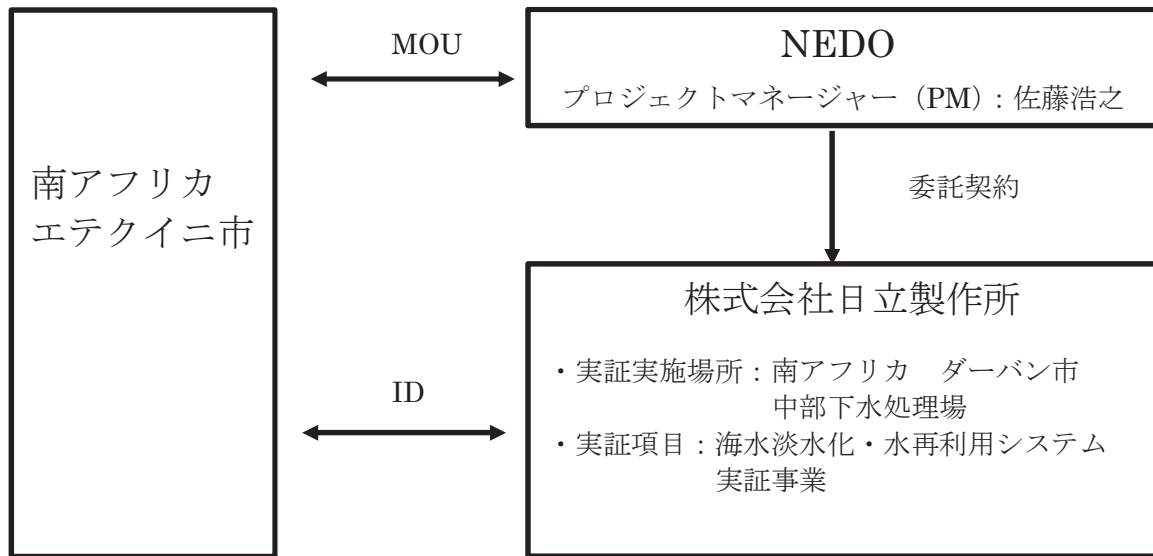 MOU
NEDO
プロジェクトマネージャー（PM）：佐藤浩之
南アフリカ
エテクイニ市
委託契約
株式会社日立製作所
・実証実施場所：南アフリカ　ダーバン市
中部下水処理場
・実証項目：海水淡水化・水再利用システム
実証事業
ID